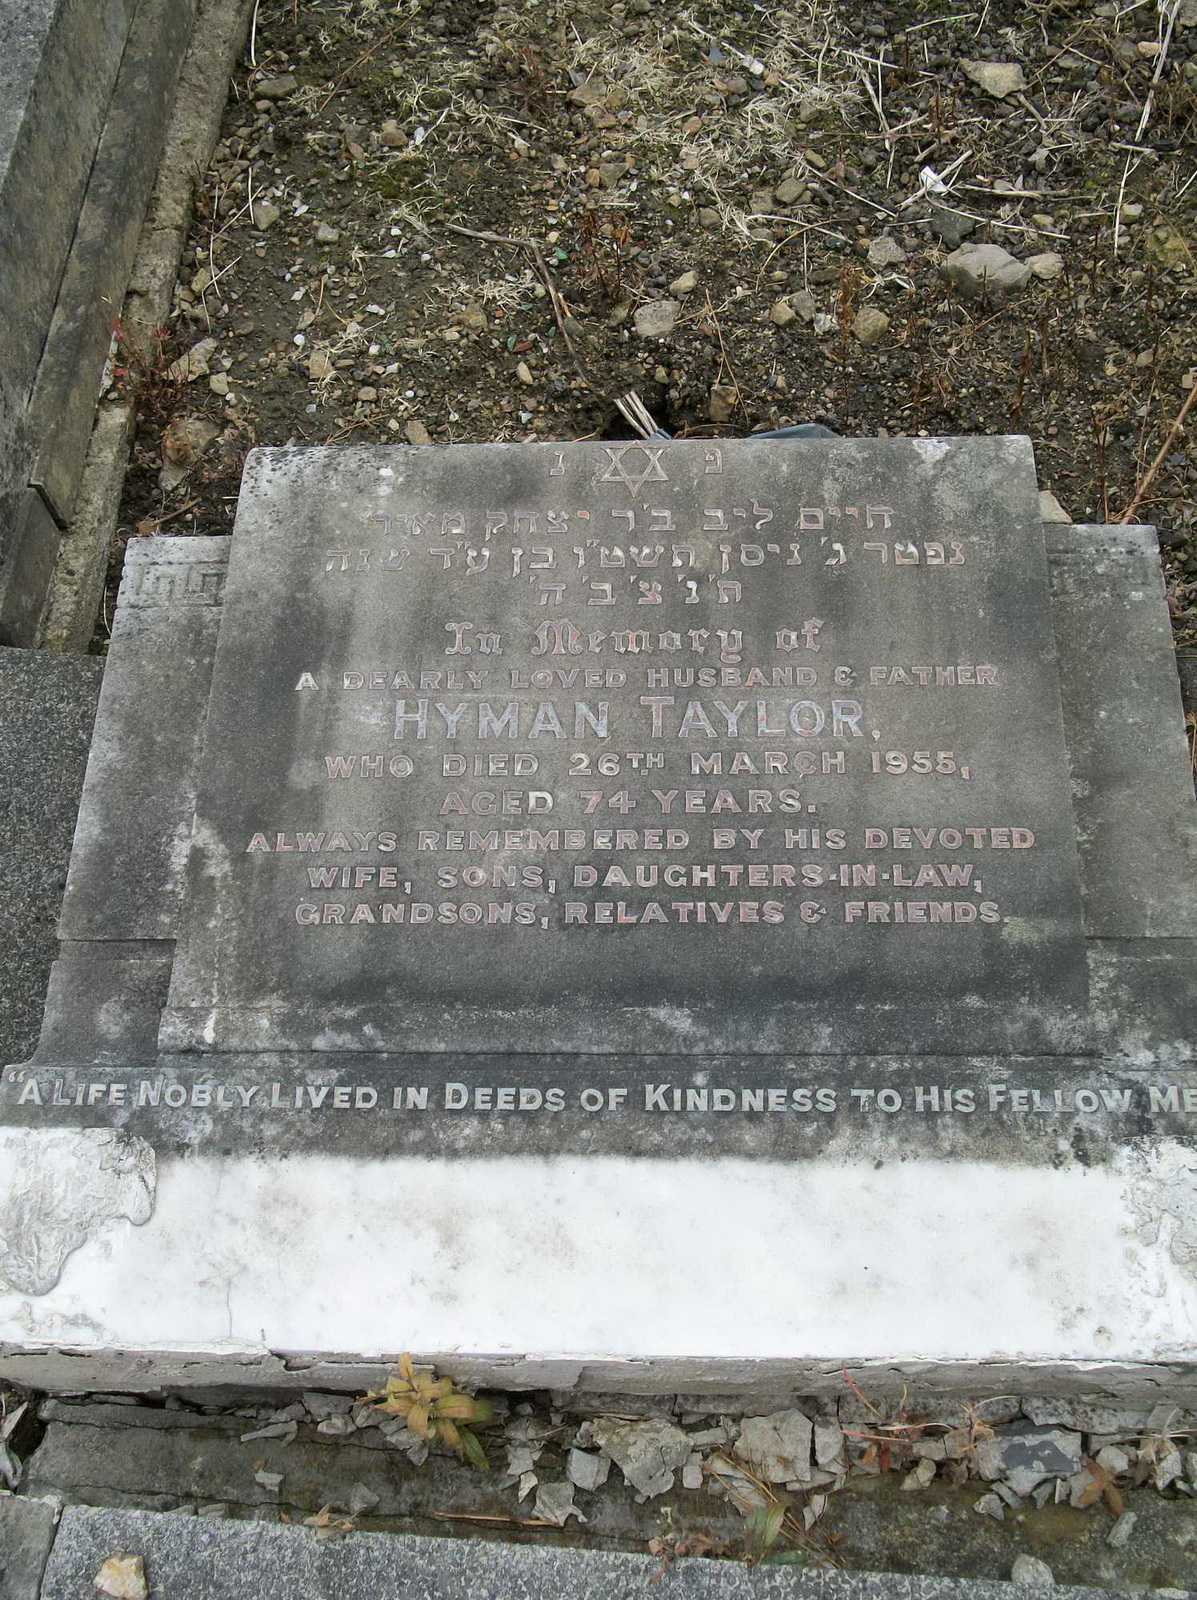 פ נ
חיים ליב ב'ר יצחק מאיר
נפטר ג' ניסן תשט"ו בן ע"ד שנה
ת'נ'צ'ב'ה'
In Memory of
A DEARLY LOVED HUSBAND & FATHER
HYMAN TAYLOR,
WHO DIED 26TH MARCH 1955,
AGED 74 YEARS.
ALWAYS REMEMBERED BY HIS DEVOTED
WIFE, SONS, DAUGHTERS-IN-LAW,
GRANDSONS, RELATIVES & FRIENDS.
"A LIFE NOBLY LIVED IN DEEDS OF KINDNESS TO HIS FELLOW ME